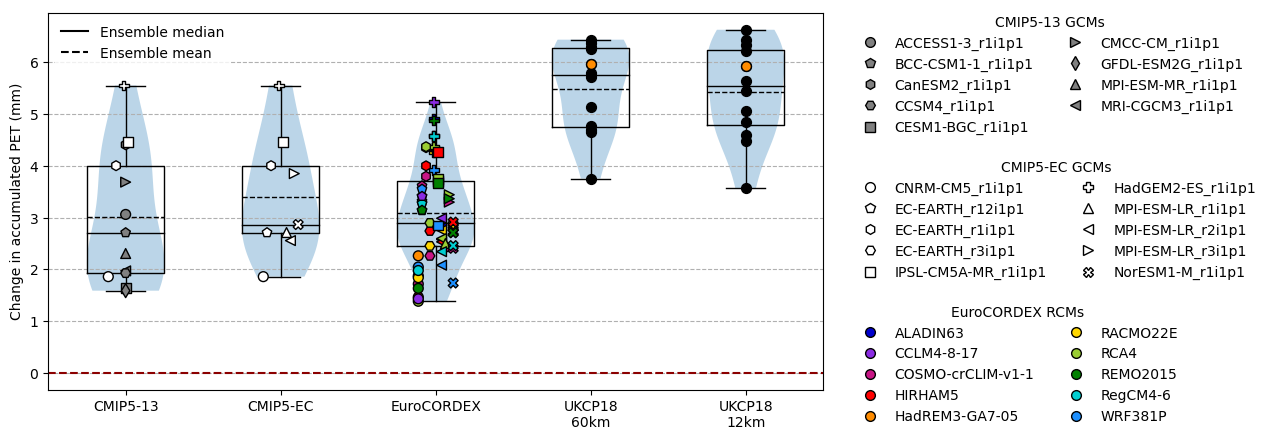 Ensemble median
Ensemble mean
Change in accumulated PET (mm)
6
5
4
3
2
1
0
CMIP5-13
CMIP5-EC
EuroCORDEX
UKCP18
60km
UKCP18
12km
CMIP5-13 GCMs
ACCESS1-3_r1i1p1
BCC-CSM1-1_r1i1p1
CanESM2_r1i1p1
CCSM4_r1i1p1
CESM1-BGC_r1i1p1
CMCC-CM_r1i1p1
GFDL-ESM2G_r1i1p1
MPI-ESM-MR_r1i1p1
MRI-CGCM3_r1i1p1
CMIP5-EC GCMs
CNRM-CM5_r1i1p1
EC-EARTH_r12i1p1
EC-EARTH_r1i1p1
EC-EARTH_r3i1p1
IPSL-CM5A-MR_r1i1p1
HadGEM2-ES_r1i1p1
MPI-ESM-LR_r1i1p1
MPI-ESM-LR_r2i1p1
MPI-ESM-LR_r3i1p1
NorESM1-M_r1i1p1
EuroCORDEX RCMs
ALADIN63
CCLM4-8-17
COSMO-crCLIM-v1-1
HIRHAM5
HadREM3-GA7-05
RACMO22E
RCA4
REMO2015
RegCM4-6
WRF381P